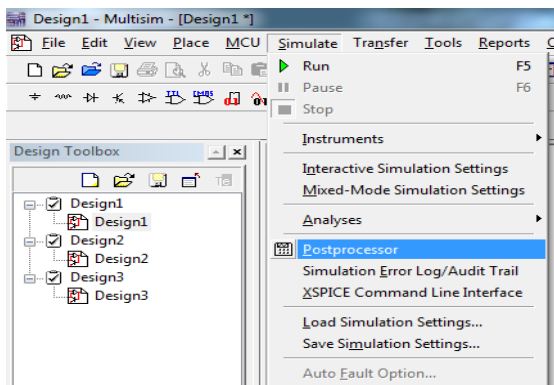 Design1 - Multisim - [Design1 *]
File Edit View Place MCU Simulate Transfer Tools Reports
Run F5
Pause F6
Stop
Instruments
Design Toolbox
Interactive Simulation Settings
Mixed-Mode Simulation Settings
Design1
Design1
Design2
Design2
Design3
Design3
Analyses
Postprocessor
Simulation Error Log/Audit Trail
XSPICE Command Line Interface
Load Simulation Settings...
Save Simulation Settings...
Auto Fault Option...